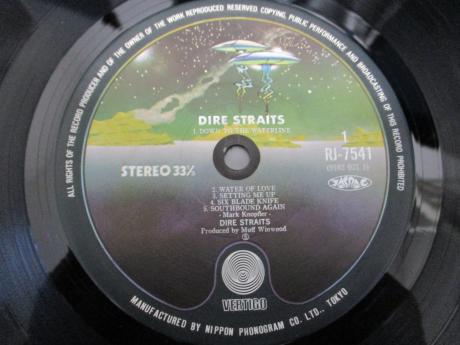 ALL RIGHTS OF THE RECORD PRODUCER AND OF THE OWNER OF THE WORK REPRODUCED RESERVED. COPYING, PUBLIC PERFORMANCE AND BROADCASTING OF THIS RECORD PROHIBITED
DIRE STRAITS
1. DOWN TO THE WATERLINE
1
STEREO 33⅓
RJ-7541
2. WATER OF LOVE
3. SETTING ME UP
4. SIX BLADE KNIFE
5. SOUTHBOUND AGAIN
- Mark Knopfler -
DIRE STRAITS
Produced by Muff Winwood
Ⓢ
VERTIGO
MANUFACTURED BY NIPPON PHONOGRAM CO. LTD., TOKYO